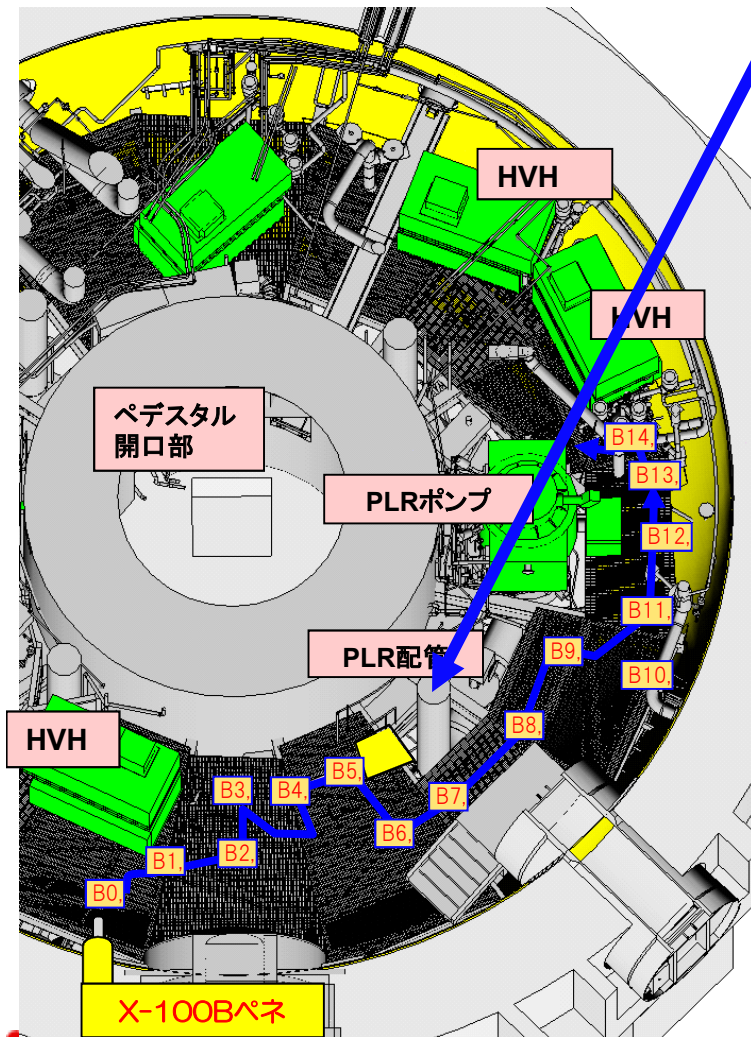 HVH
HVH
ペデスタル
開口部
PLRポンプ
B14,
B13,
B12,
B11,
PLR配管
B9,
B10,
HVH
B8,
B5,
B3,
B4,
B7,
B6,
B2,
B1,
B0,
X-100Bペネ